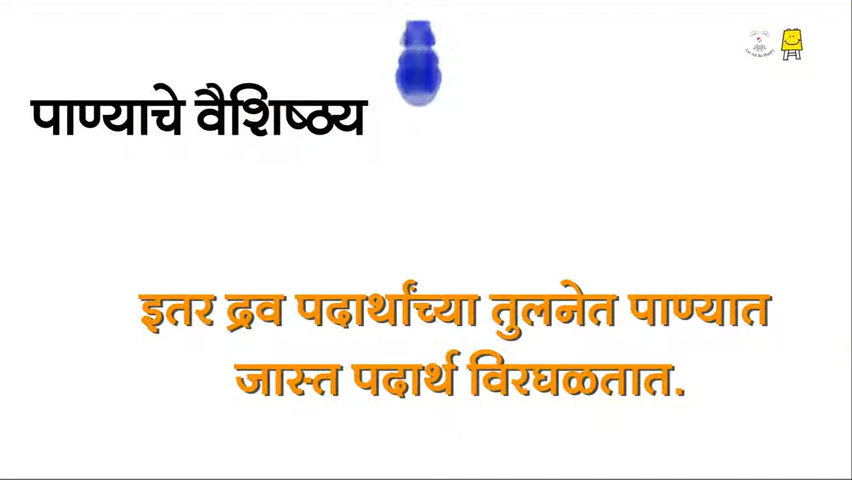 पाण्याचे वैशिष्ठ्य
इतर द्रव पदार्थांच्या तुलनेत पाण्यात
जास्त पदार्थ विरघळतात.